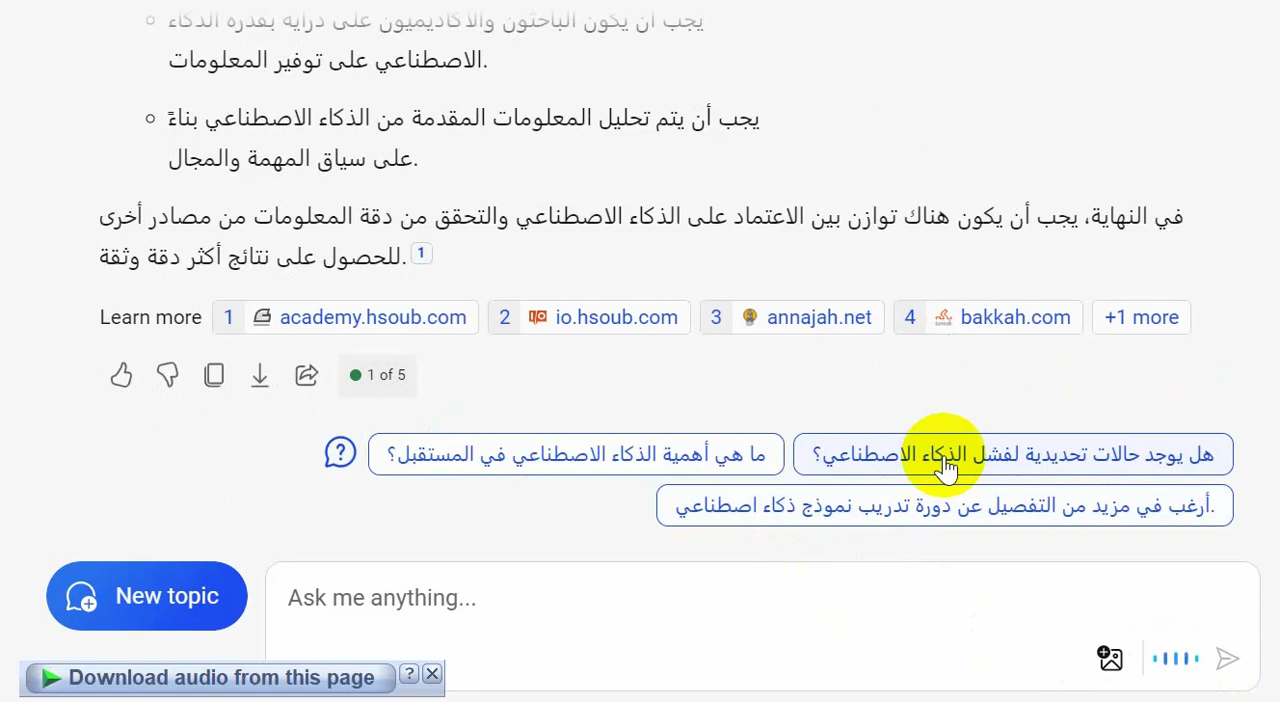 يجب أن يكون الباحثون والأكاديميون على دراية بقدرة الذكاء
الاصطناعي على توفير المعلومات.
يجب أن يتم تحليل المعلومات المقدمة من الذكاء الاصطناعي بناءً
على سياق المهمة والمجال.
في النهاية، يجب أن يكون هناك توازن بين الاعتماد على الذكاء الاصطناعي والتحقق من دقة المعلومات من مصادر أخرى
للحصول على نتائج أكثر دقة وثقة. 1
Learn more 1 academy.hsoub.com 2 io.hsoub.com 3 annajah.net 4 bakkah.com +1 more
1 of 5
هل يوجد حالات تحديدية لفشل الذكاء الاصطناعي؟ ما هي أهمية الذكاء الاصطناعي في المستقبل؟
أرغب في مزيد من التفصيل عن دورة تدريب نموذج ذكاء اصطناعي.
New topic Ask me anything...
Download audio from this page ?